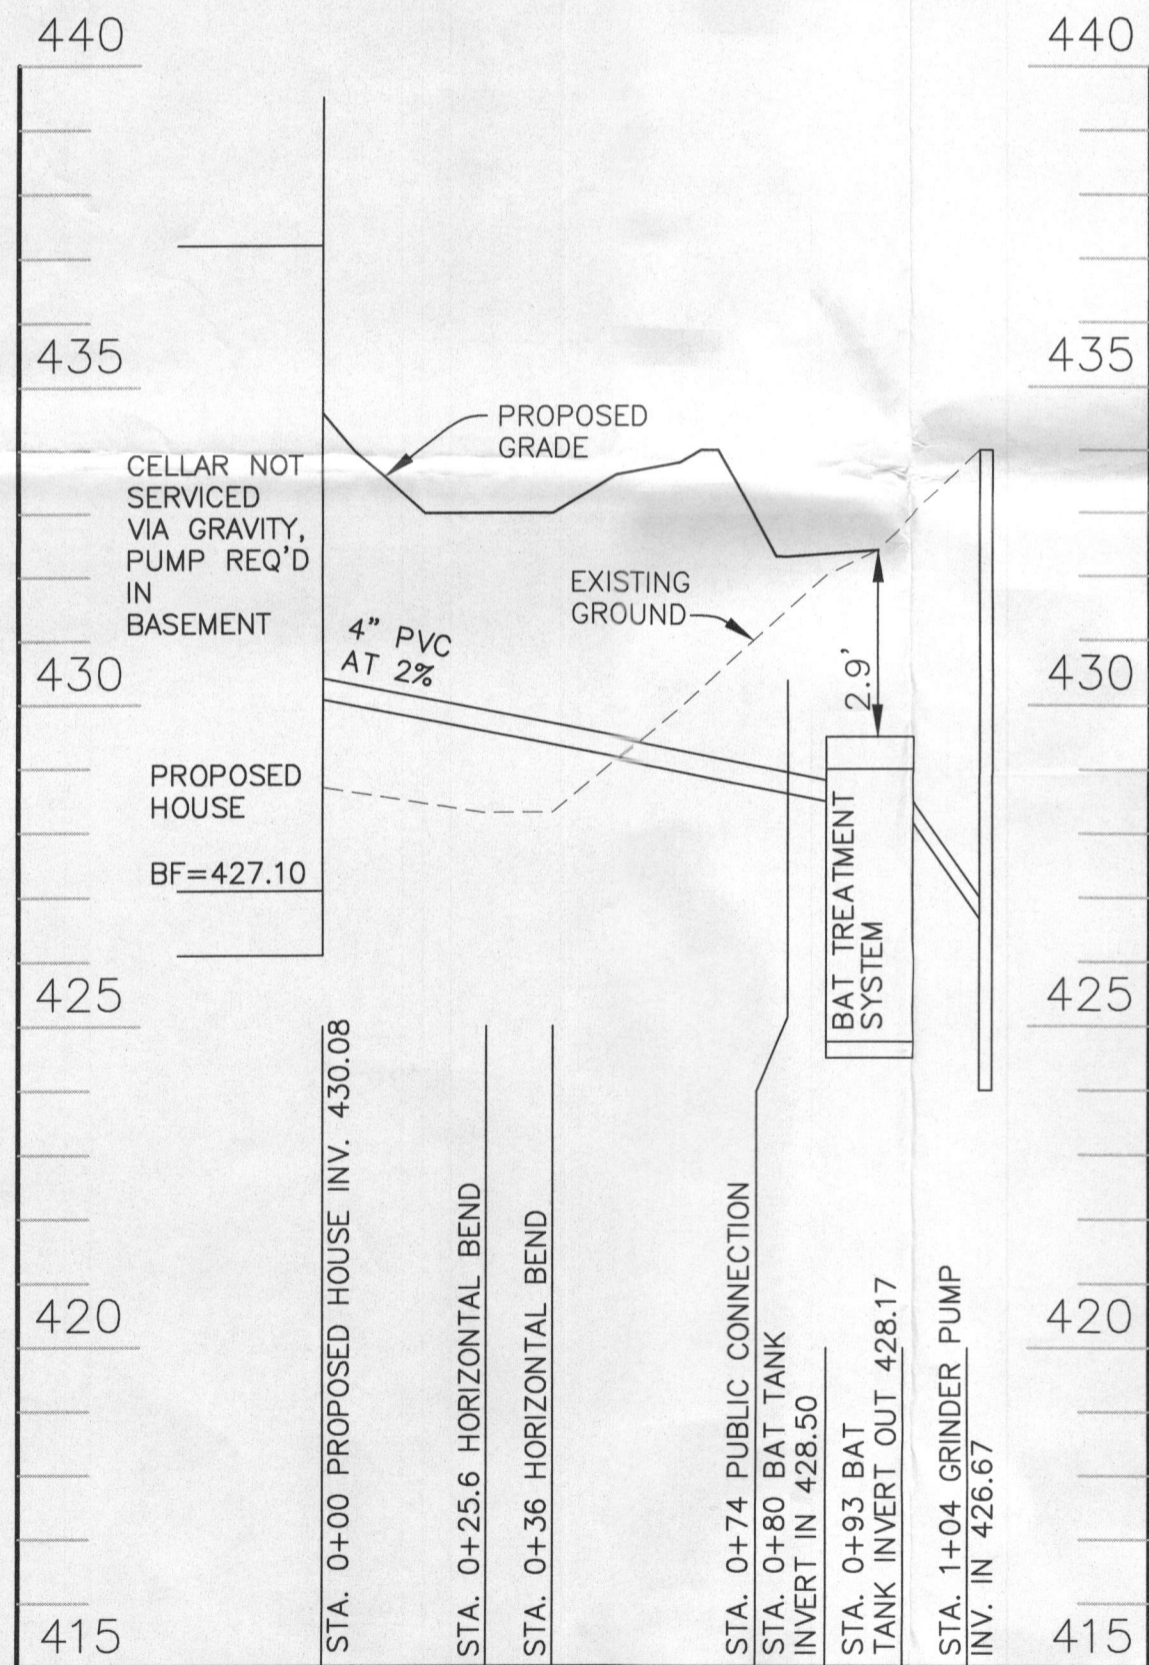 440
440
435
435
PROPOSED
GRADE
CELLAR NOT
SERVICED
VIA GRAVITY,
PUMP REQ'D
IN
BASEMENT
EXISTING
GROUND
4" PVC
AT 2%
2.9'
430
430
PROPOSED
HOUSE
BF=427.10
BAT TREATMENT
SYSTEM
425
425
STA. 0+00 PROPOSED HOUSE INV. 430.08
STA. 0+25.6 HORIZONTAL BEND
STA. 0+36 HORIZONTAL BEND
STA. 0+74 PUBLIC CONNECTION
STA. 0+80 BAT TANK
INVERT IN 428.50
STA. 0+93 BAT
TANK INVERT OUT 428.17
STA. 1+04 GRINDER PUMP
INV. IN 426.67
420
420
415
415